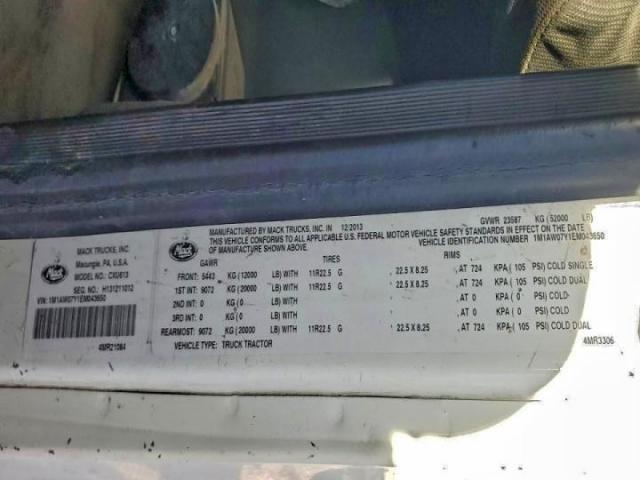 Mack
MACK TRUCKS, INC.
Macungie, PA, U.S.A.
MODEL NO.: CXU613
SEQ. NO.: H131211012
VIN: 1M1AW07Y1EM043650
4MR21084
Mack
MANUFACTURED BY MACK TRUCKS, INC. IN 12/2013 GVWR 23587 KG (52000 LB)
THIS VEHICLE CONFORMS TO ALL APPLICABLE U.S. FEDERAL MOTOR VEHICLE SAFETY STANDARDS IN EFFECT ON THE DATE
OF MANUFACTURE SHOWN ABOVE. VEHICLE IDENTIFICATION NUMBER 1M1AW07Y1EM043650
GAWR TIRES RIMS
FRONT: 5443 KG (12000 LB) WITH 11R22.5 G , 22.5 X 8.25 , AT 724 KPA ( 105 PSI) COLD SINGLE
1ST INT: 9072 KG (20000 LB) WITH 11R22.5 G , 22.5 X 8.25 , AT 724 KPA ( 105 PSI) COLD DUAL
2ND INT: 0 KG ( 0 LB) WITH , , AT 0 KPA ( 0 PSI) COLD-
3RD INT: 0 KG ( 0 LB) WITH , , AT 0 KPA ( 0 PSI) COLD-
REARMOST: 9072 KG (20000 LB) WITH 11R22.5 G , 22.5 X 8.25 , AT 724 KPA ( 105 PSI) COLD DUAL
VEHICLE TYPE: TRUCK TRACTOR 4MR3306